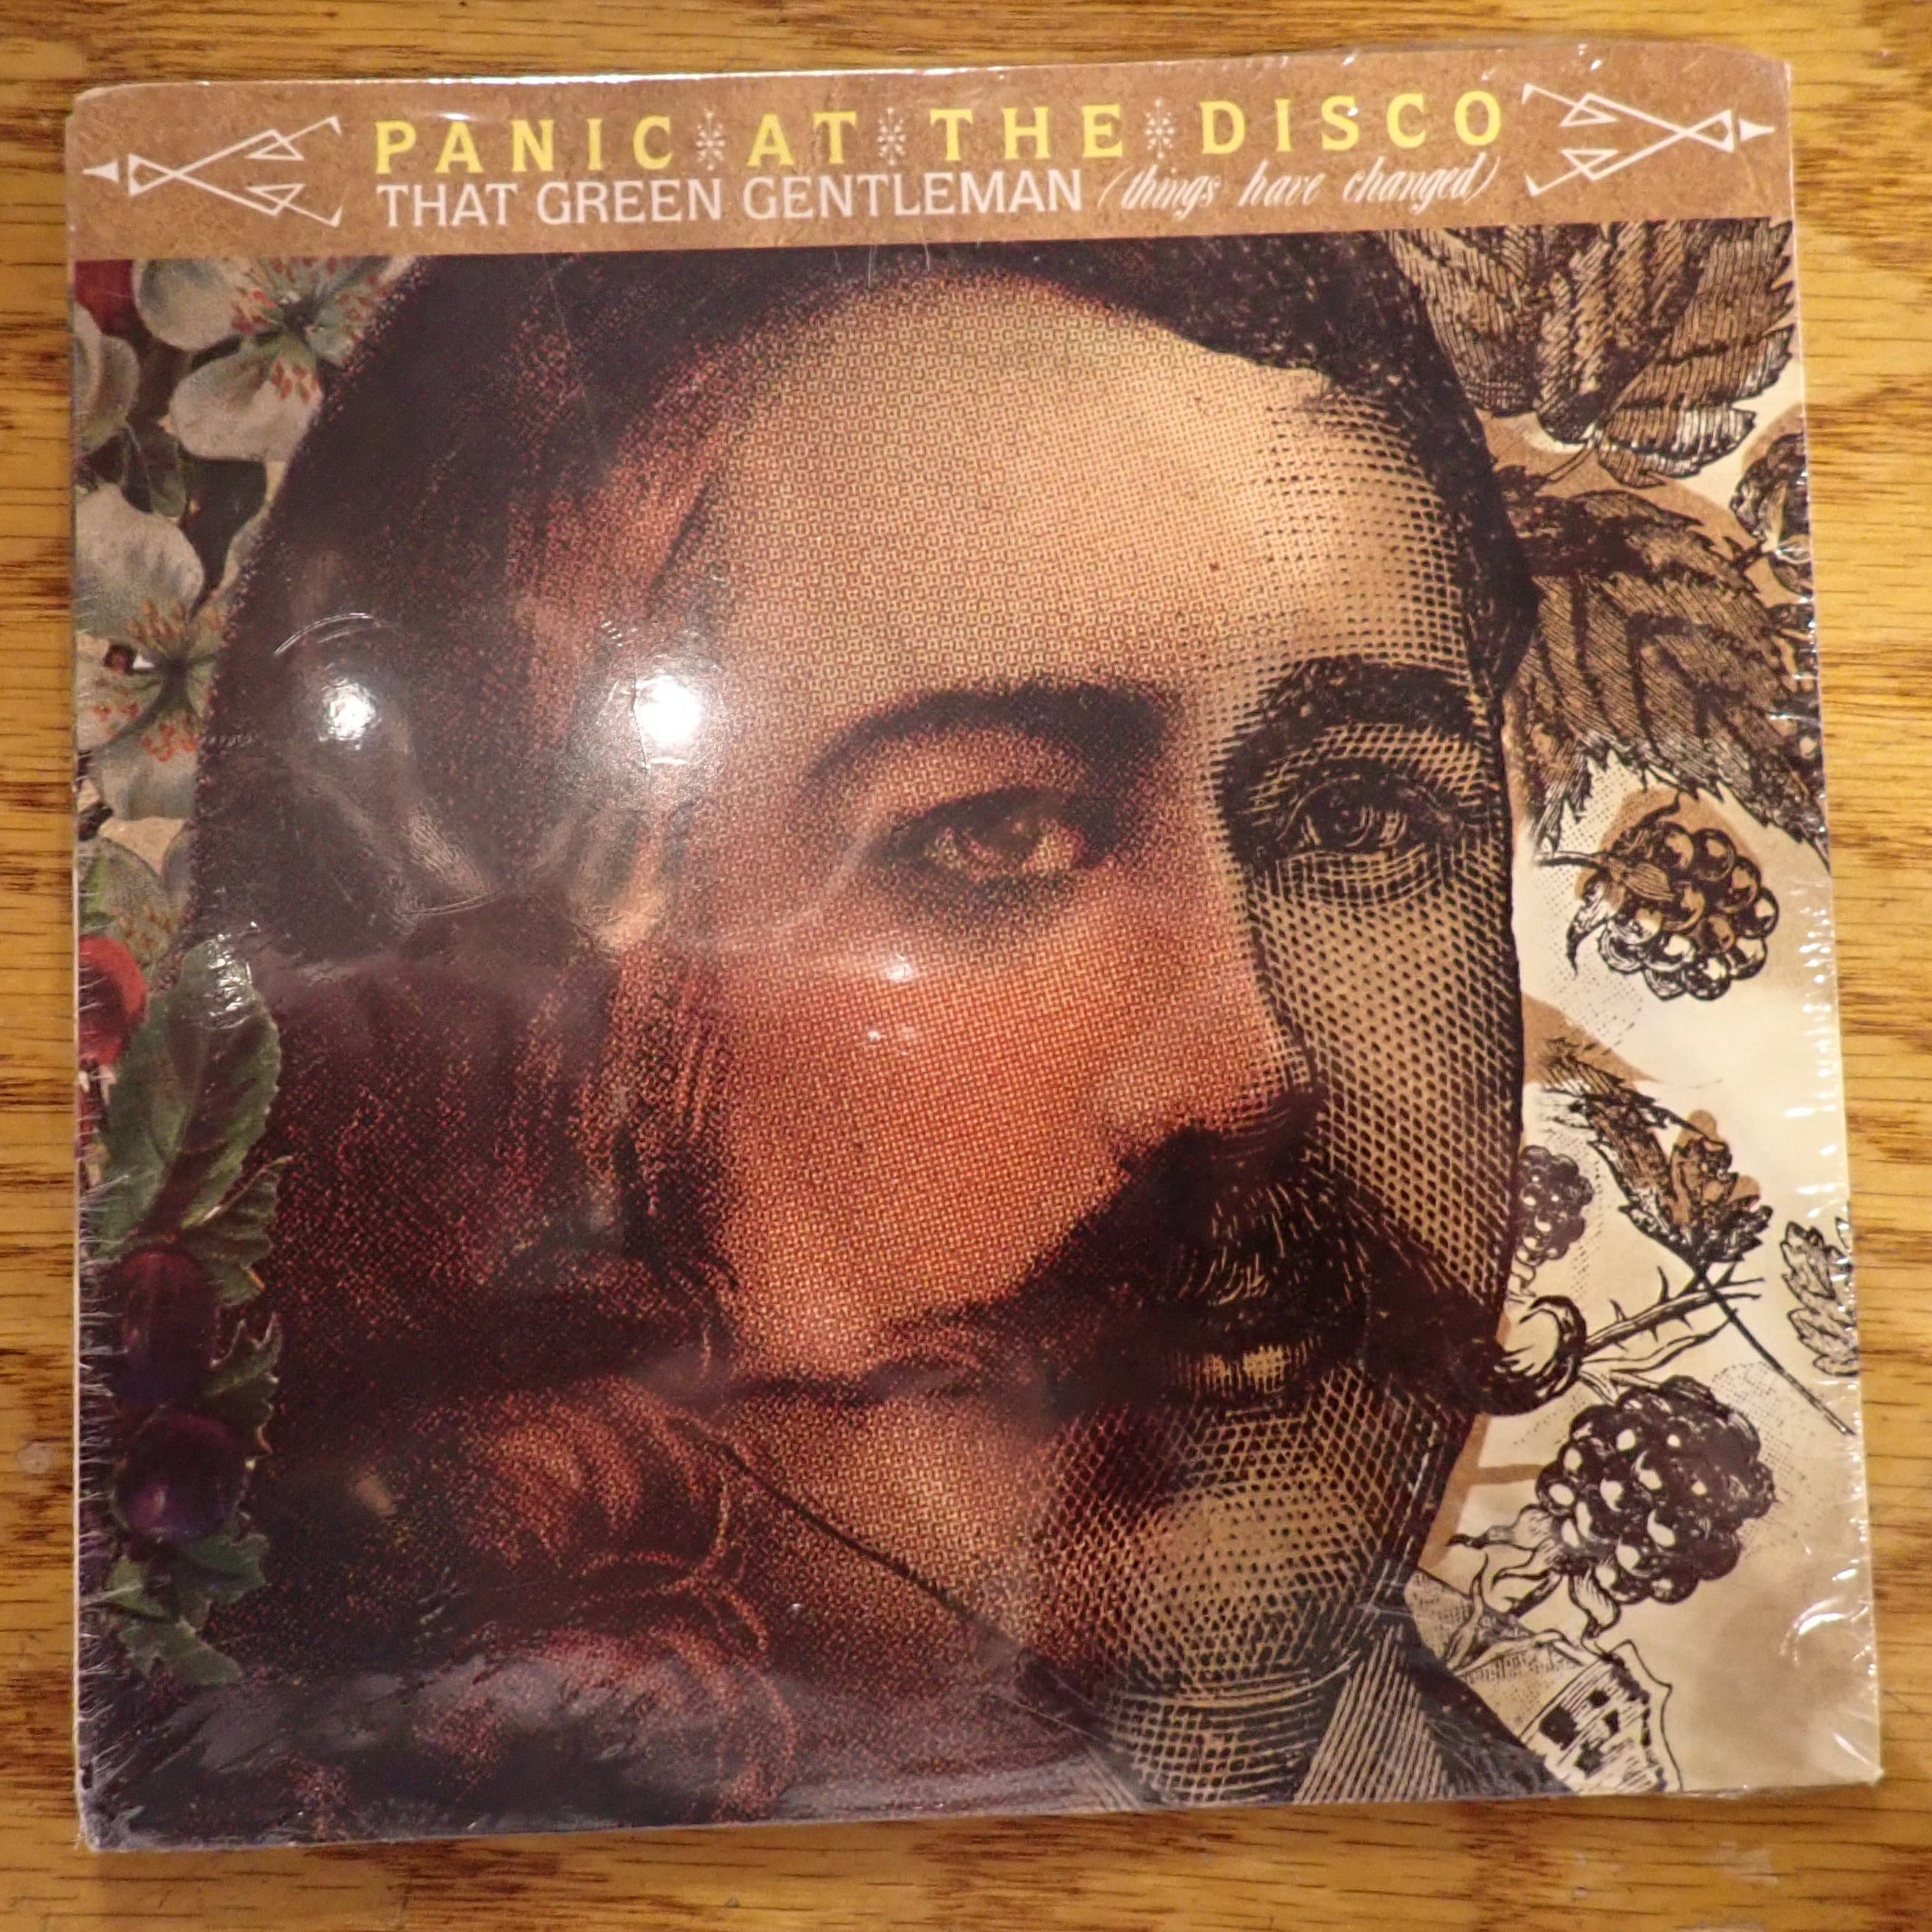 PANIC AT THE DISCO
THAT GREEN GENTLEMAN (things have changed)